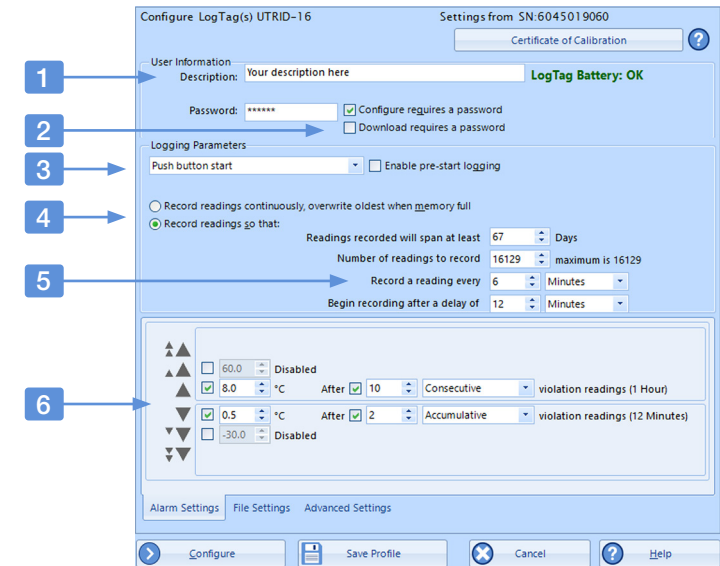 Configure LogTag(s) UTRID-16 Settings from SN:6045019060
Certificate of Calibration ?
User Information
1 Description: Your description here LogTag Battery: OK
Password: ****** Configure requires a password
2 Download requires a password
Logging Parameters
3 Push button start Enable pre-start logging
4 Record readings continuously, overwrite oldest when memory full
Record readings so that:
Readings recorded will span at least 67 Days
Number of readings to record 16129 maximum is 16129
5 Record a reading every 6 Minutes
Begin recording after a delay of 12 Minutes
60.0 Disabled
8.0 °C After 10 Consecutive violation readings (1 Hour)
6 0.5 °C After 2 Accumulative violation readings (12 Minutes)
-30.0 Disabled
Alarm Settings File Settings Advanced Settings
Configure Save Profile Cancel ? Help